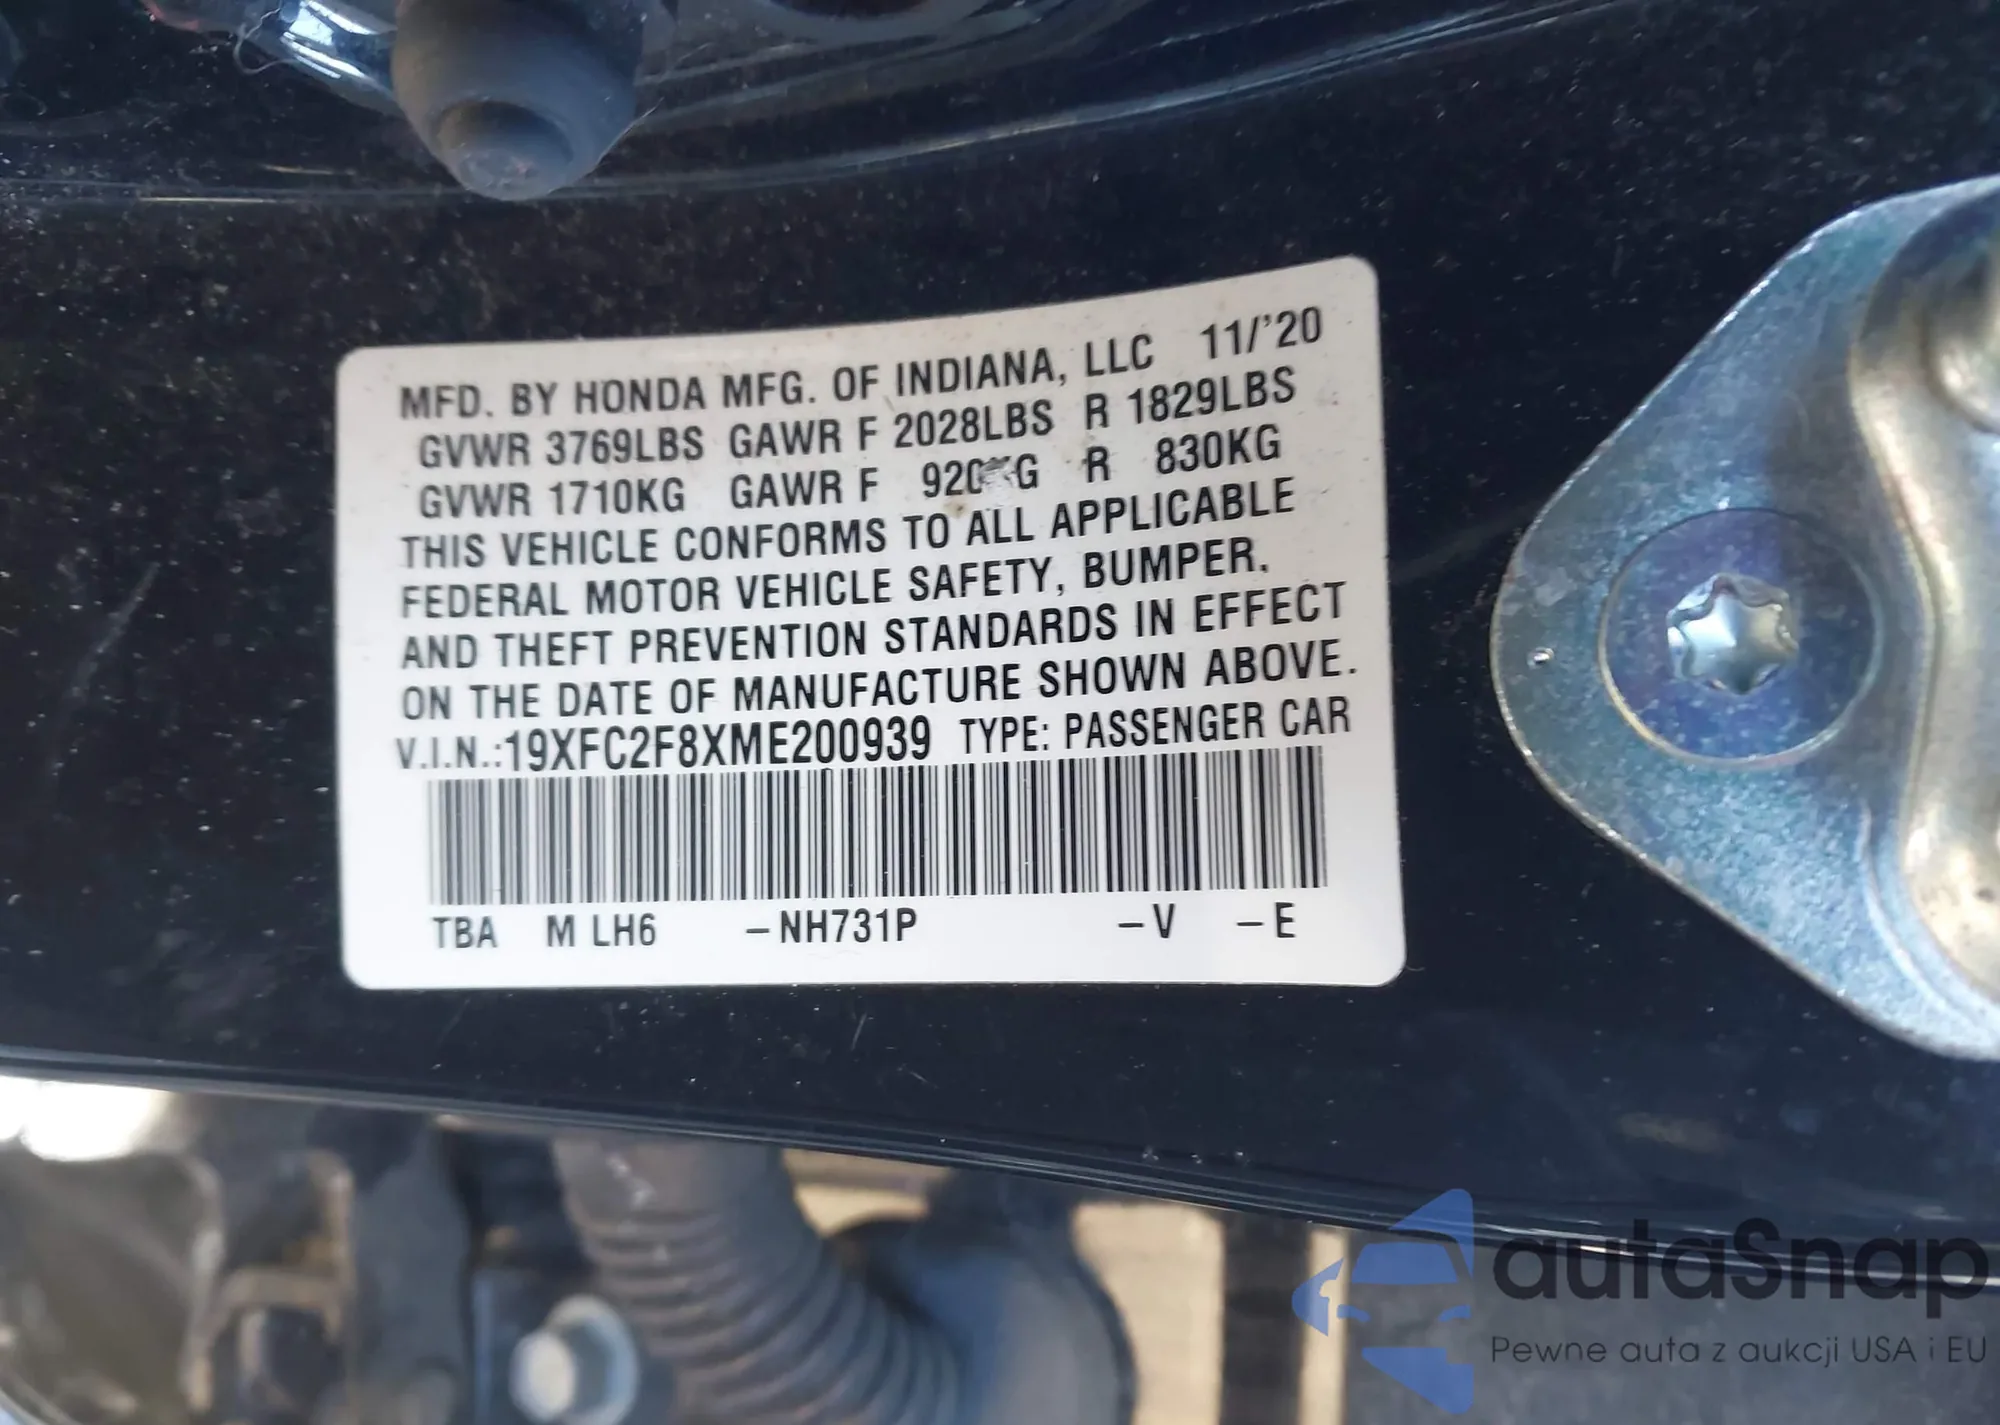 MFD. BY HONDA MFG. OF INDIANA, LLC 11/'20
GVWR 3769LBS GAWR F 2028LBS R 1829LBS
GVWR 1710KG GAWR F 920KG R 830KG
THIS VEHICLE CONFORMS TO ALL APPLICABLE
FEDERAL MOTOR VEHICLE SAFETY, BUMPER,
AND THEFT PREVENTION STANDARDS IN EFFECT
ON THE DATE OF MANUFACTURE SHOWN ABOVE.
V.I.N.:19XFC2F8XME200939 TYPE: PASSENGER CAR
TBA M LH6 –NH731P –V –E
autaSnap
Pewne auta z aukcji USA i EU